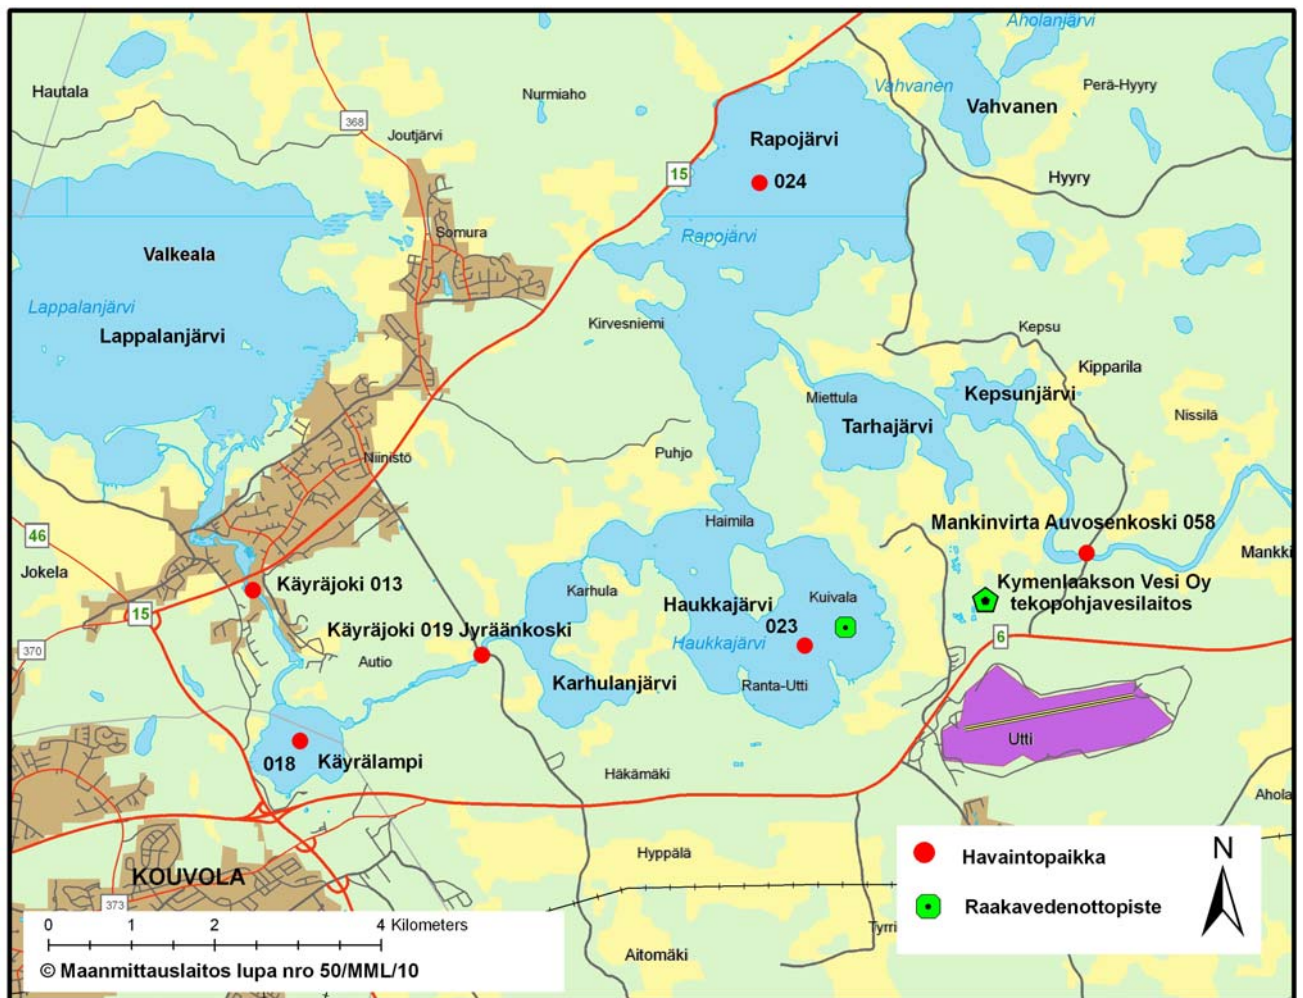 Aholanjärvi
Hautala
Nurmiaho
Vahvanen
Perä-Hyyry
Vahvanen
368
Joutjärvi
Rapojärvi
15
024
Hyyry
Somura
Rapojärvi
Valkeala
Lappalanjärvi
Kirvesniemi
Kepsu
Lappalanjärvi
Kipparila
Miettula
Kepsunjärvi
Nissilä
Tarhajärvi
Niinistö
Puhjo
Haimila
Mankinvirta Auvosenkoski 058
46
Mankki
Jokela
Käyräjoki 013
Karhula
Haukkajärvi
Kuivala
Kymenlaakson Vesi Oy
tekopohjavesilaitos
15
023
Käyräjoki 019 Jyräänkoski
Haukkajärvi
6
370
Autio
Karhulanjärvi
Ranta-Utti
Utti
018
Käyrälampi
Häkämäki
Ahola
Hyppälä
Havaintopaikka
N
KOUVOLA
373
Raakavedenottopiste
0 1 2 4 Kilometers
Tyrri
Aitomäki
© Maanmittauslaitos lupa nro 50/MML/10